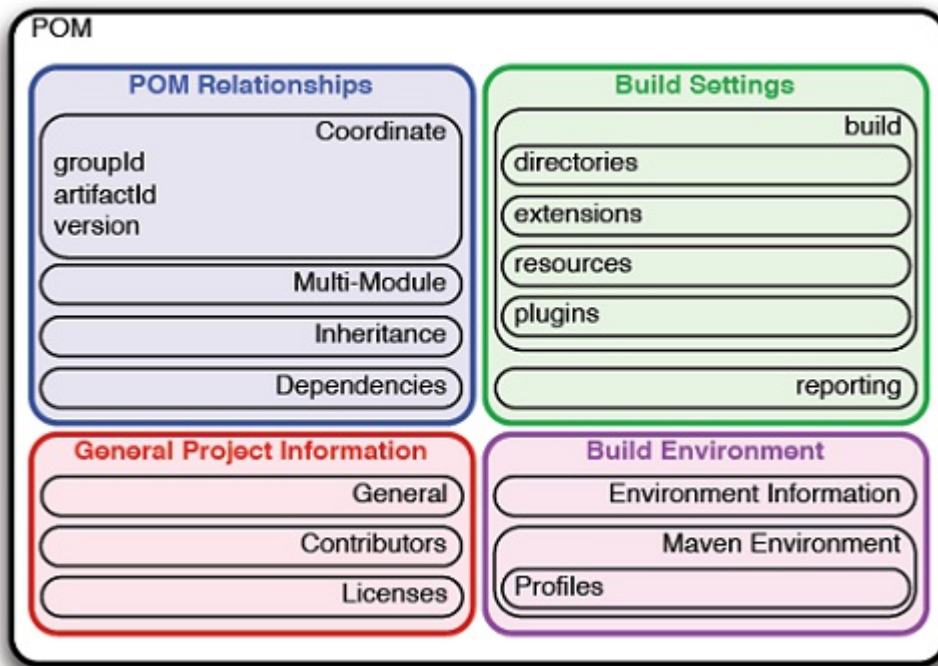 POM
POM Relationships
Coordinate
groupId
artifactId
version
Multi-Module
Inheritance
Dependencies
Build Settings
build
directories
extensions
resources
plugins
reporting
General Project Information
General
Contributors
Licenses
Build Environment
Environment Information
Maven Environment
Profiles